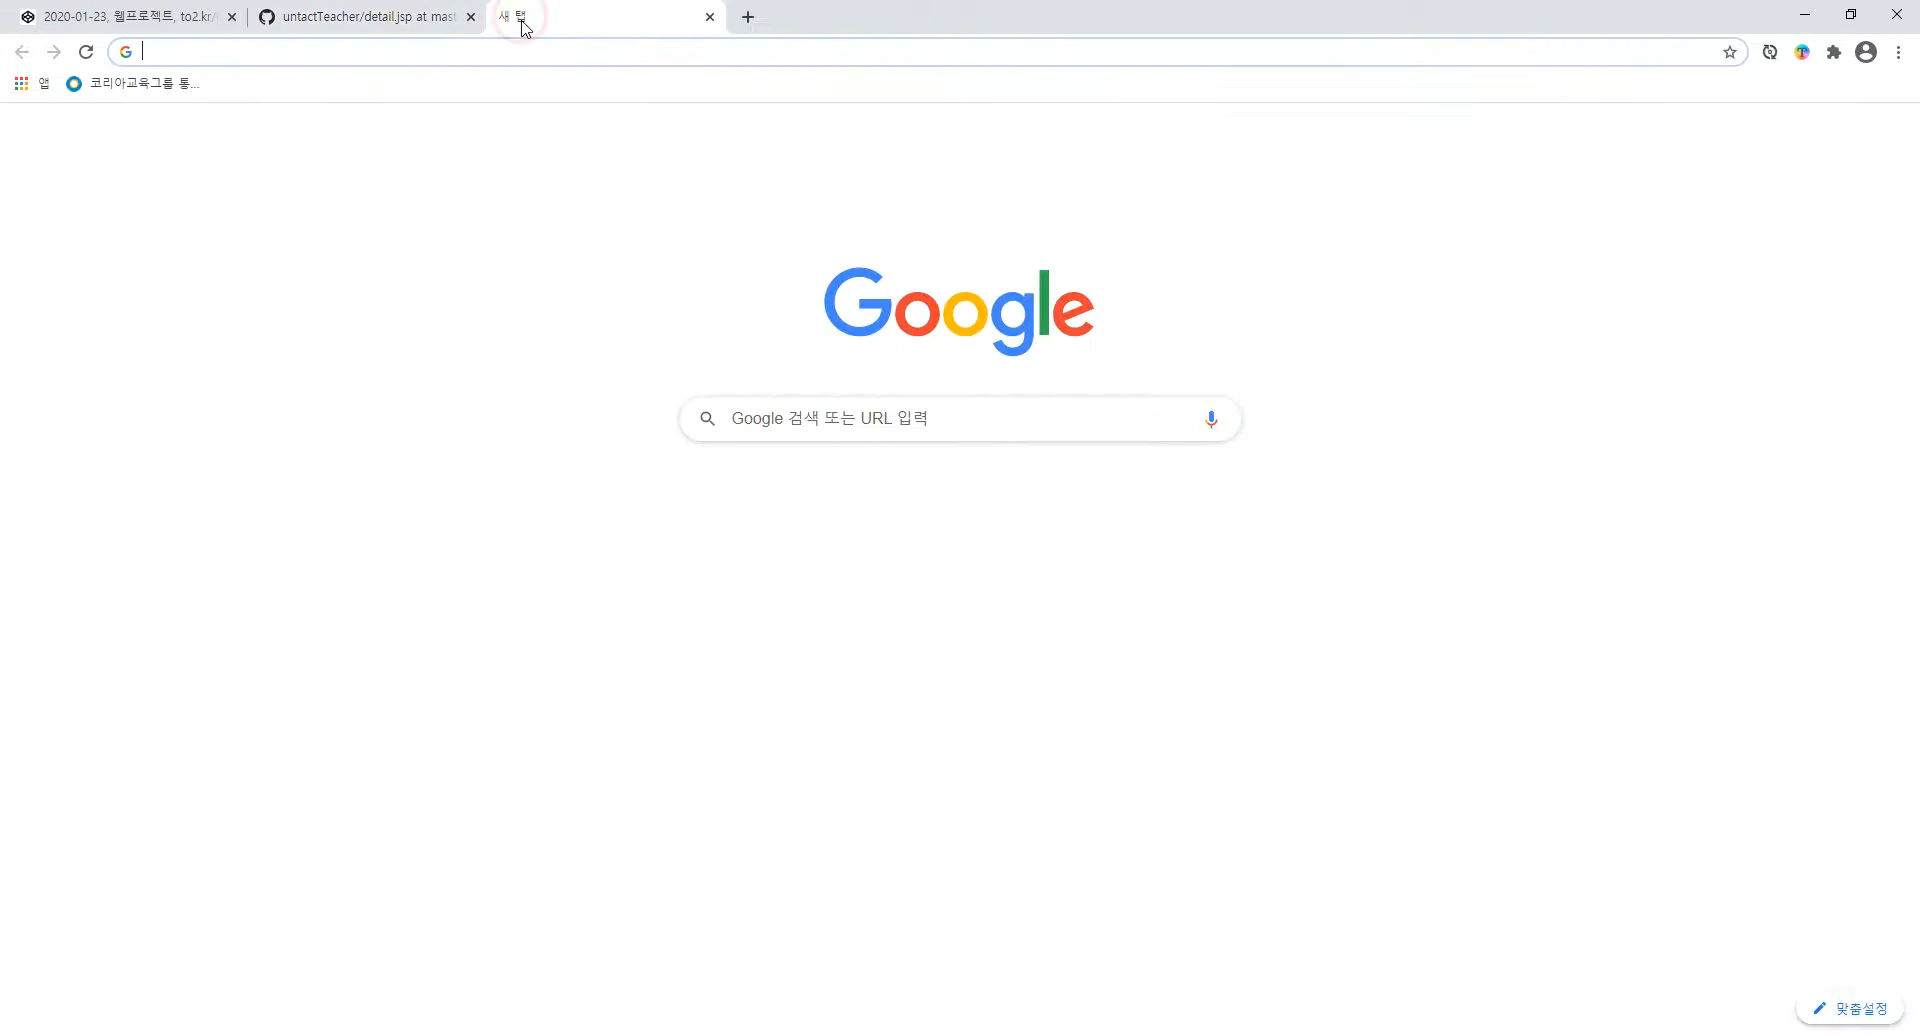 2020-01-23, 웹프로젝트, to2.kr/
untactTeacher/detail.jsp at mast
새 탭
앱
코리아교육그룹 통...
Google
Google 검색 또는 URL 입력
맞춤설정